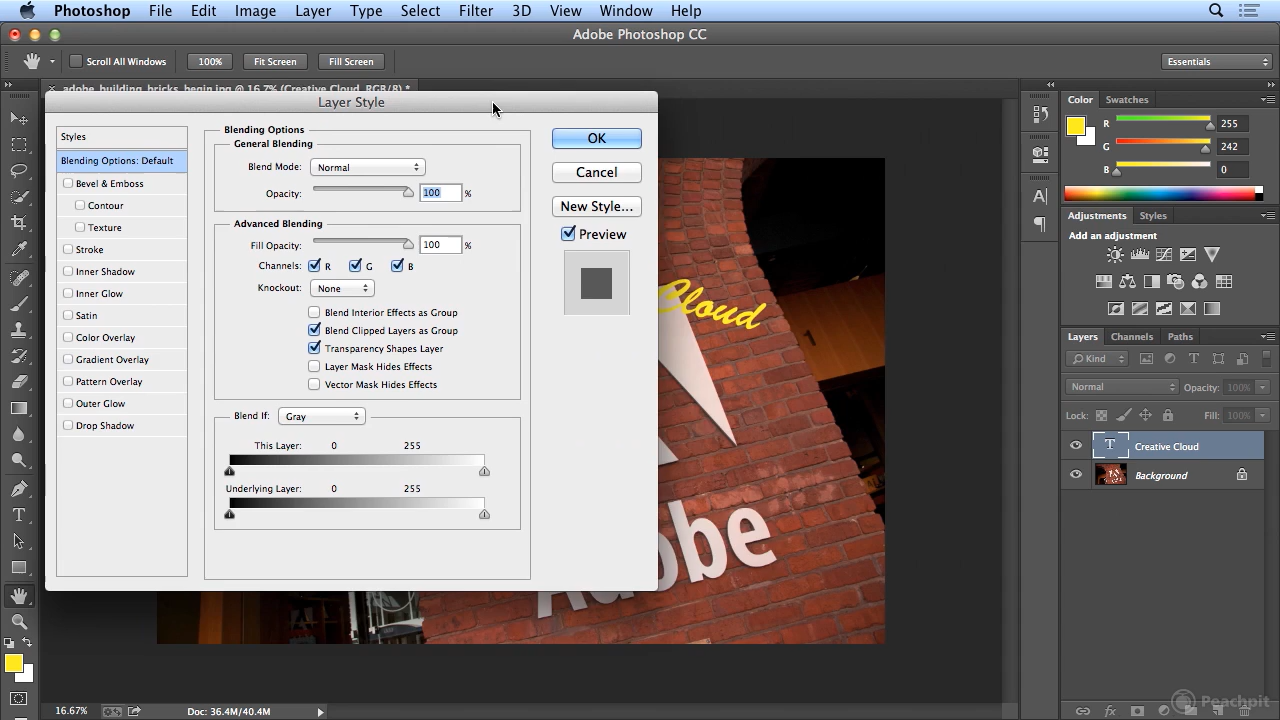 Photoshop File Edit Image Layer Type Select Filter 3D View Window Help
Adobe Photoshop CC
Scroll All Windows 100% Fit Screen Fill Screen Essentials
adobe_building_bricks_begin.jpg @ 16.7% (Creative Cloud, RGB/8) *
Layer Style
Styles
Blending Options: Default
Bevel & Emboss
Contour
Texture
Stroke
Inner Shadow
Inner Glow
Satin
Color Overlay
Gradient Overlay
Pattern Overlay
Outer Glow
Drop Shadow
Blending Options
General Blending
Blend Mode: Normal
Opacity: 100 %
Advanced Blending
Fill Opacity: 100 %
Channels: R G B
Knockout: None
Blend Interior Effects as Group
Blend Clipped Layers as Group
Transparency Shapes Layer
Layer Mask Hides Effects
Vector Mask Hides Effects
Blend If: Gray
This Layer: 0 255
Underlying Layer: 0 255
OK
Cancel
New Style...
Preview
Cloud
Adobe
Color Swatches
R 255
G 242
B 0
Adjustments Styles
Add an adjustment
Layers Channels Paths
Kind
Normal Opacity: 100%
Lock: Fill: 100%
T Creative Cloud
Background
16.67% Doc: 36.4M/40.4M
Peachpit